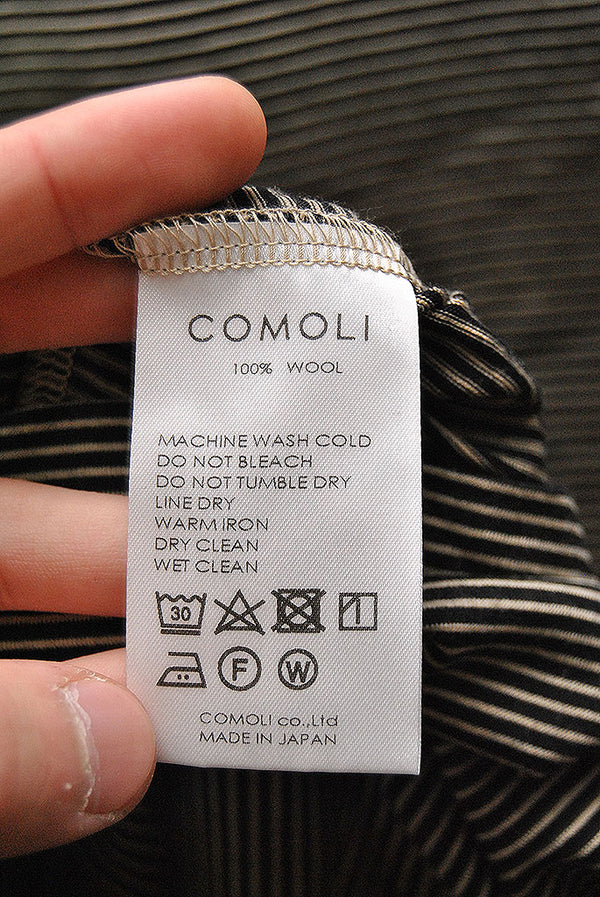 COMOLI
100% WOOL
MACHINE WASH COLD
DO NOT BLEACH
DO NOT TUMBLE DRY
LINE DRY
WARM IRON
DRY CLEAN
WET CLEAN
30
F W
COMOLI co.,Ltd
MADE IN JAPAN